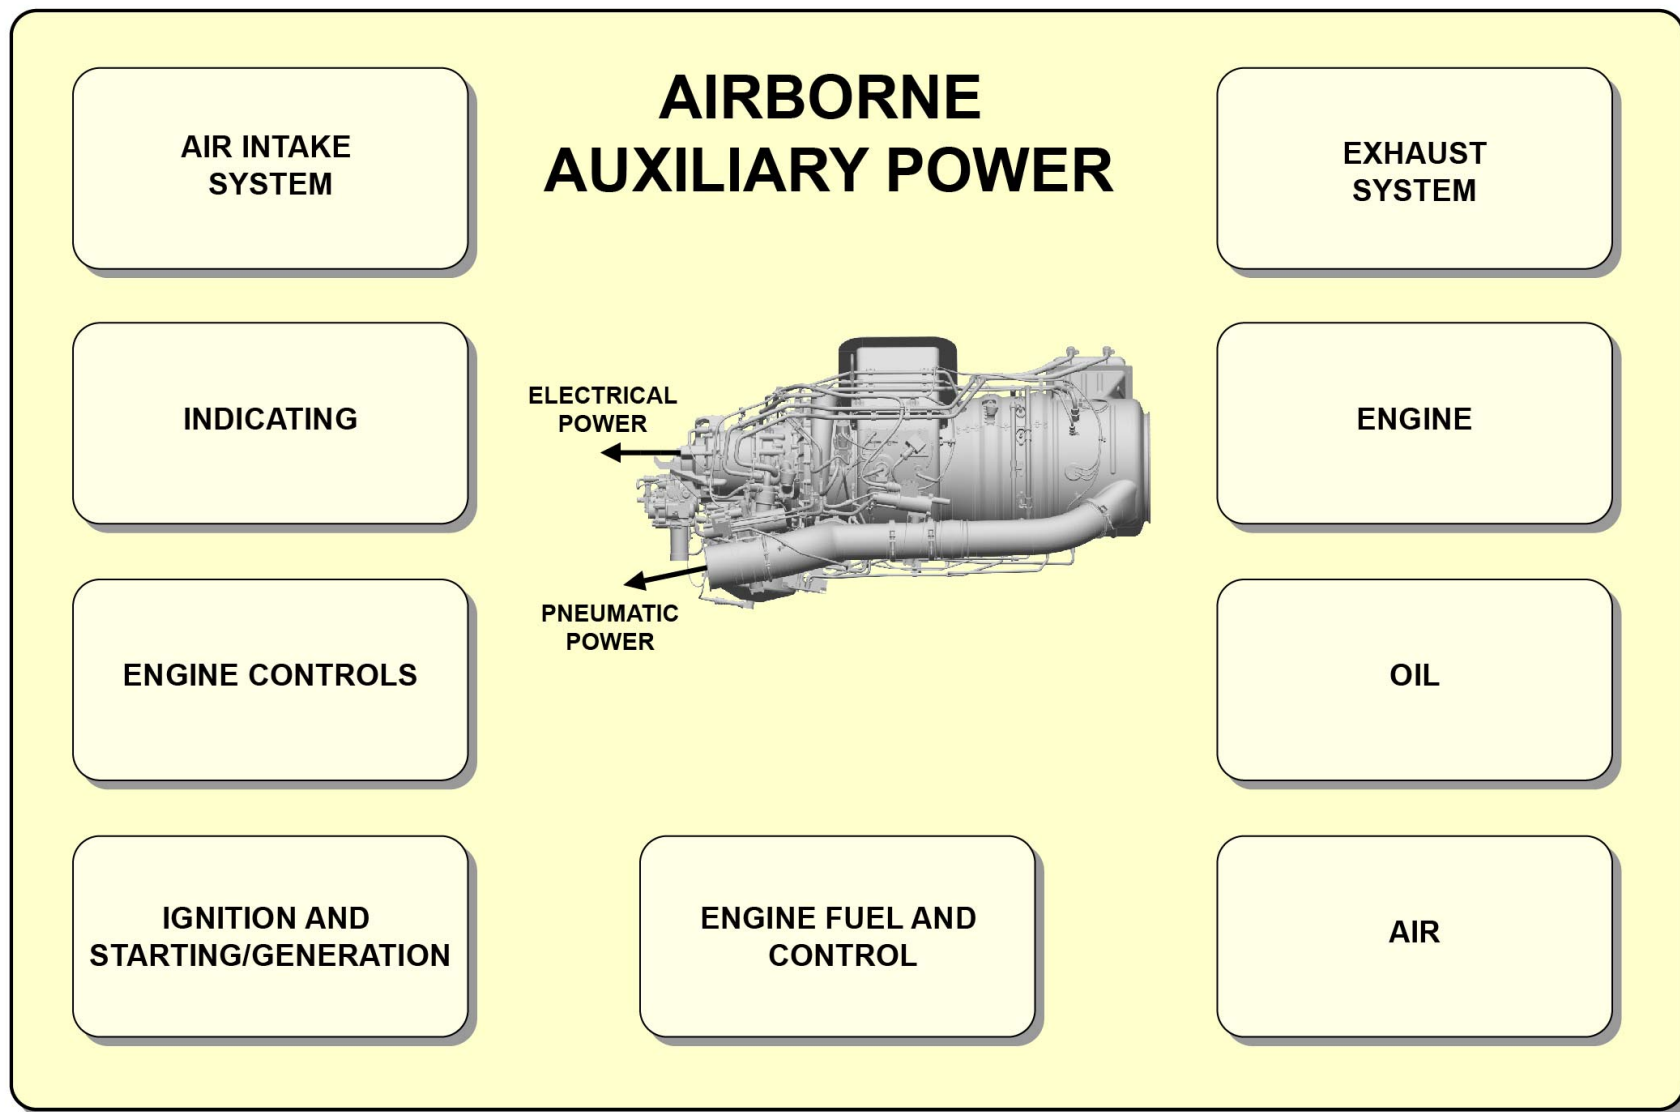 AIRBORNE
AUXILIARY POWER
AIR INTAKE
SYSTEM
EXHAUST
SYSTEM
INDICATING
ELECTRICAL
POWER
ENGINE
PNEUMATIC
POWER
ENGINE CONTROLS
OIL
IGNITION AND
STARTING/GENERATION
ENGINE FUEL AND
CONTROL
AIR